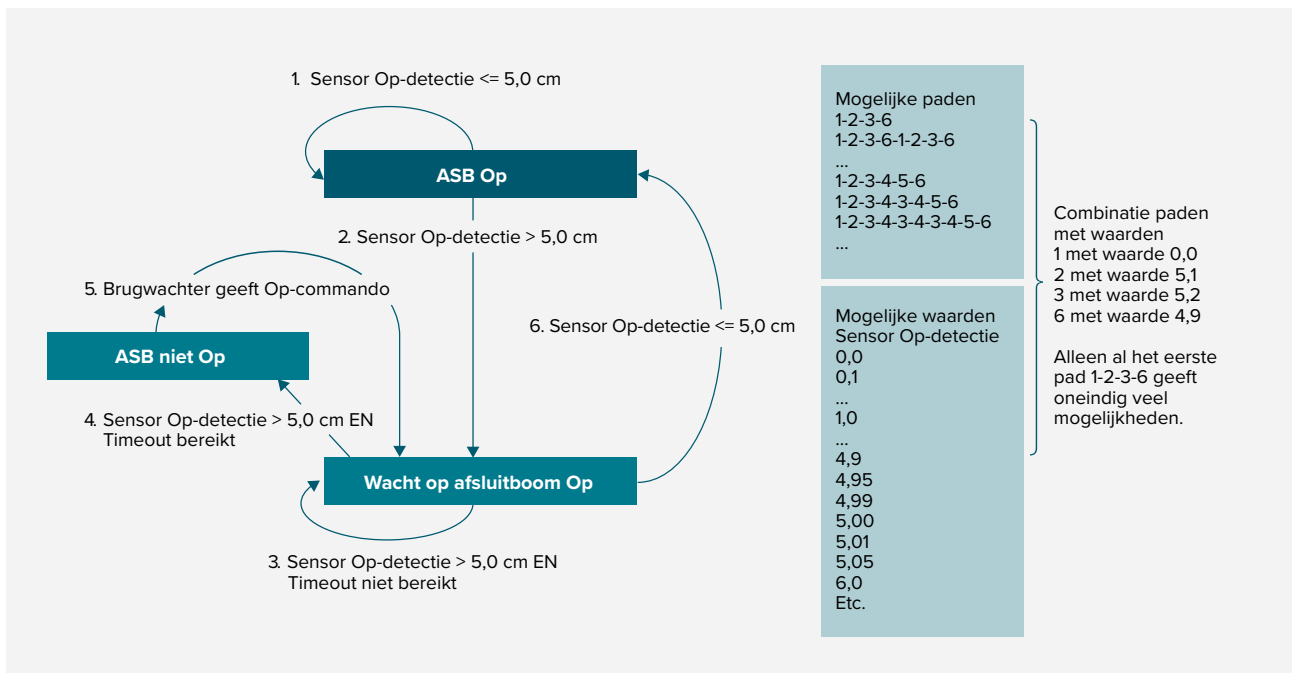 1. Sensor Op-detectie <= 5,0 cm
ASB Op
2. Sensor Op-detectie > 5,0 cm
5. Brugwachter geeft Op-commando
6. Sensor Op-detectie <= 5,0 cm
ASB niet Op
4. Sensor Op-detectie > 5,0 cm EN
Timeout bereikt
Wacht op afsluitboom Op
3. Sensor Op-detectie > 5,0 cm EN
Timeout niet bereikt
Mogelijke paden
1-2-3-6
1-2-3-6-1-2-3-6
...
1-2-3-4-5-6
1-2-3-4-3-4-5-6
1-2-3-4-3-4-3-4-5-6
...
Mogelijke waarden
Sensor Op-detectie
0,0
0,1
...
1,0
...
4,9
4,95
4,99
5,00
5,01
5,05
6,0
Etc.
Combinatie paden
met waarden
1 met waarde 0,0
2 met waarde 5,1
3 met waarde 5,2
6 met waarde 4,9
Alleen al het eerste
pad 1-2-3-6 geeft
oneindig veel
mogelijkheden.